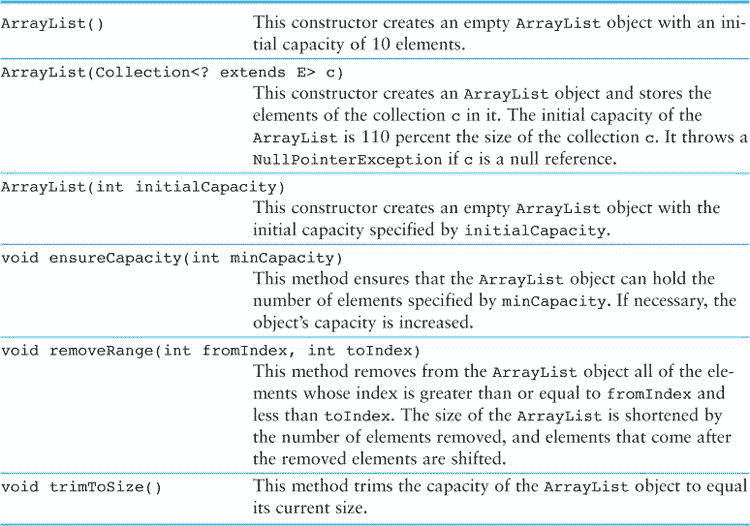 ArrayList() This constructor creates an empty ArrayList object with an ini-
tial capacity of 10 elements.
ArrayList(Collection<? extends E> c)
This constructor creates an ArrayList object and stores the
elements of the collection c in it. The initial capacity of the
ArrayList is 110 percent the size of the collection c. It throws a
NullPointerException if c is a null reference.
ArrayList(int initialCapacity)
This constructor creates an empty ArrayList object with the
initial capacity specified by initialCapacity.
void ensureCapacity(int minCapacity)
This method ensures that the ArrayList object can hold the
number of elements specified by minCapacity. If necessary, the
object's capacity is increased.
void removeRange(int fromIndex, int toIndex)
This method removes from the ArrayList object all of the ele-
ments whose index is greater than or equal to fromIndex and
less than toIndex. The size of the ArrayList is shortened by
the number of elements removed, and elements that come after
the removed elements are shifted.
void trimToSize() This method trims the capacity of the ArrayList object to equal
its current size.